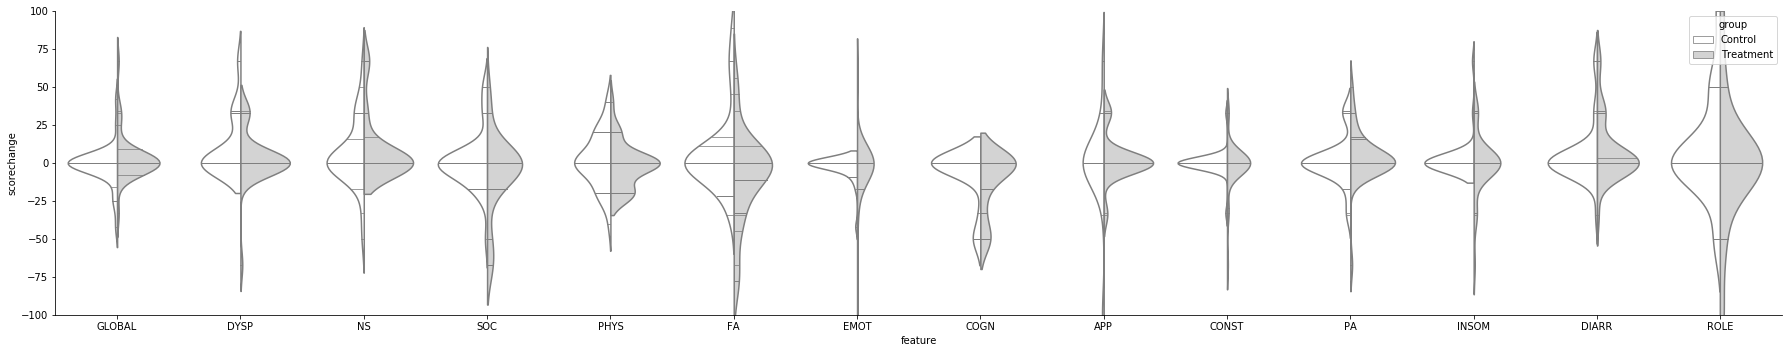 100
75
50
25
0
−25
−50
−75
−100
scorechange
GLOBAL DYSP NS SOC PHYS FA EMOT COGN APP CONST PA INSOM DIARR ROLE
feature
group
Control
Treatment